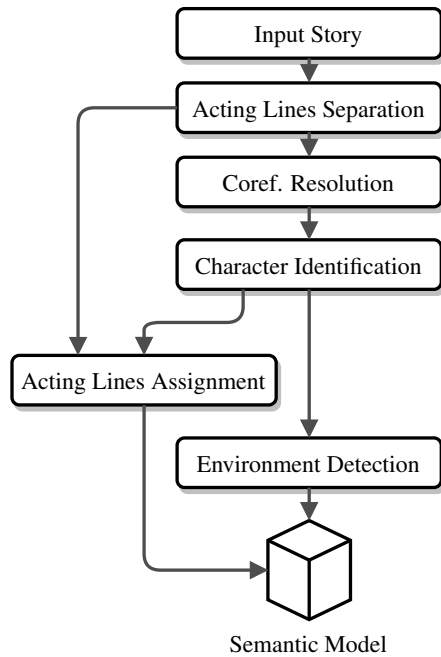 Input Story
Acting Lines Separation
Coref. Resolution
Character Identification
Acting Lines Assignment
Environment Detection
Semantic Model